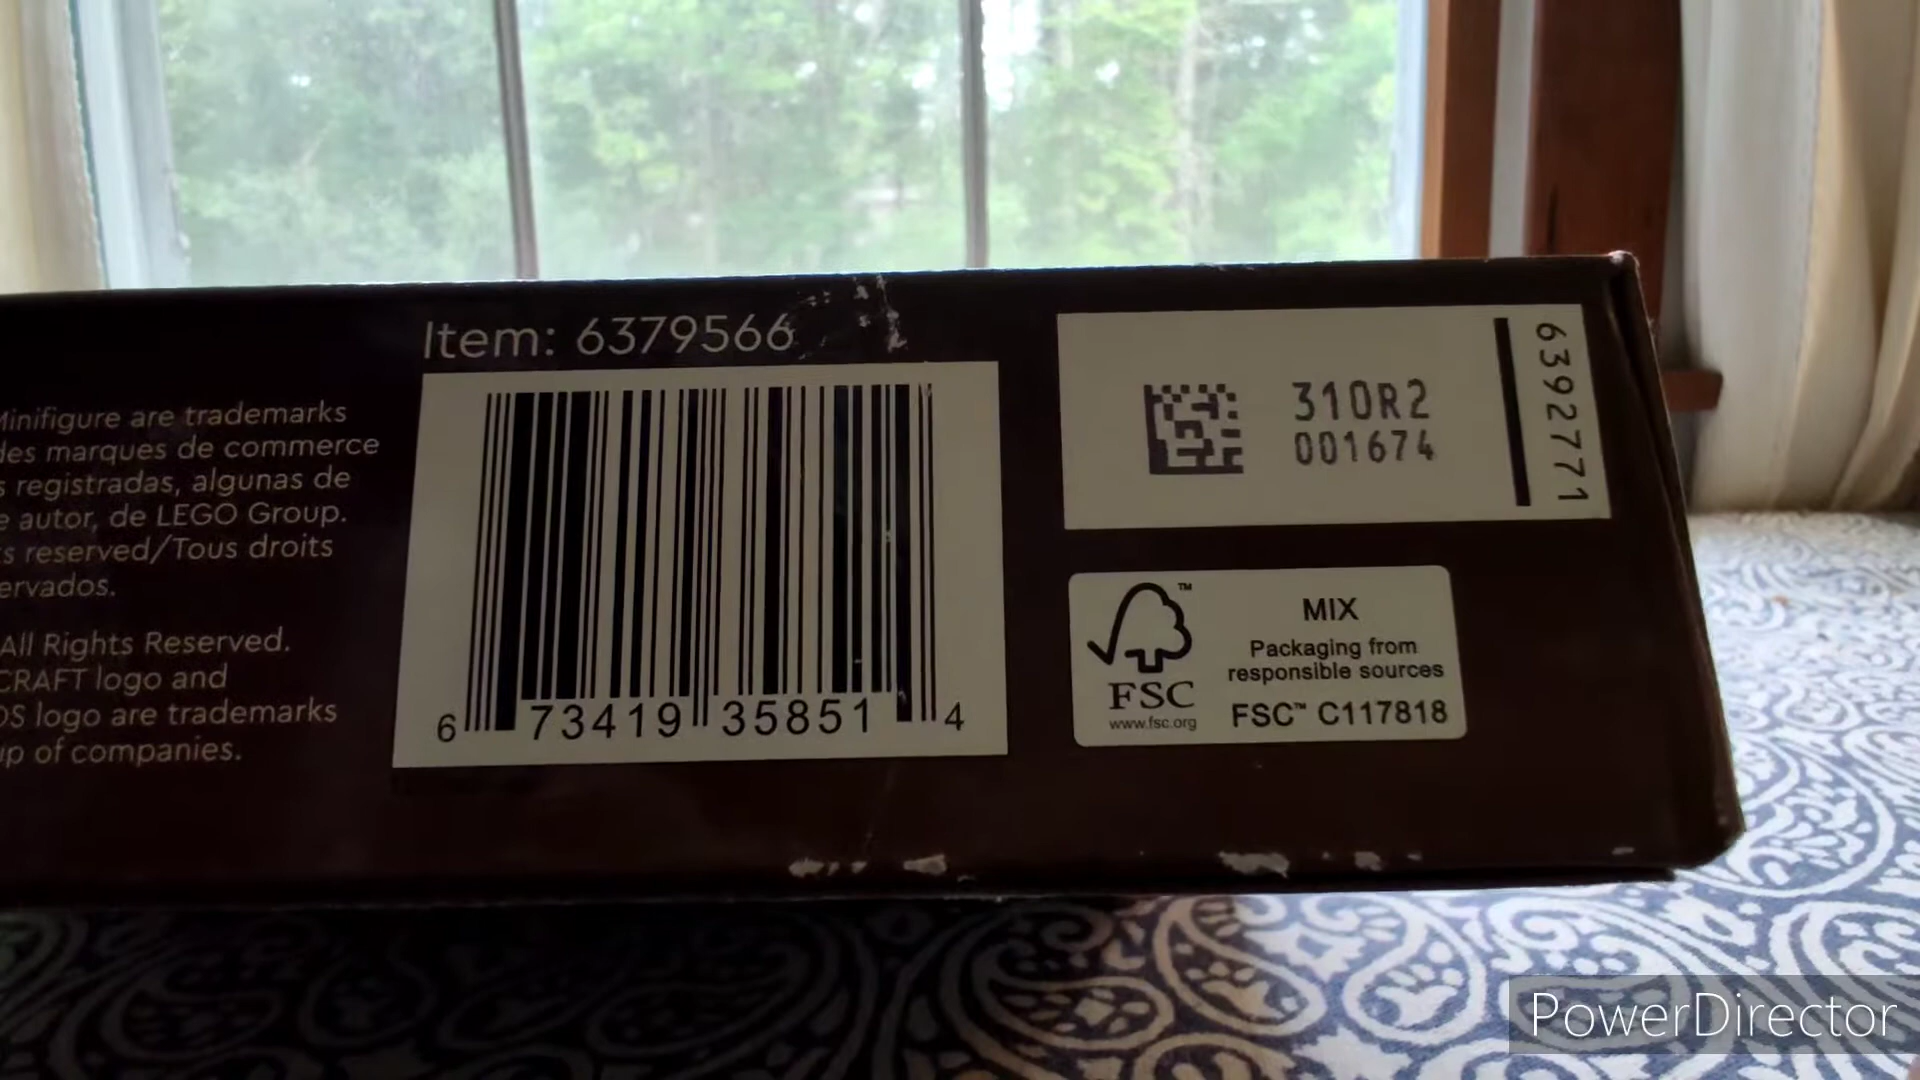 Minifigure are trademarks
des marques de commerce
s registradas, algunas de
e autor, de LEGO Group.
s reserved/Tous droits
ervados.
All Rights Reserved.
CRAFT logo and
OS logo are trademarks
up of companies.
Item: 6379566
6 73419 35851 4
310R2
001674
6392771
FSC
www.fsc.org
MIX
Packaging from
responsible sources
FSC™ C117818
PowerDirector